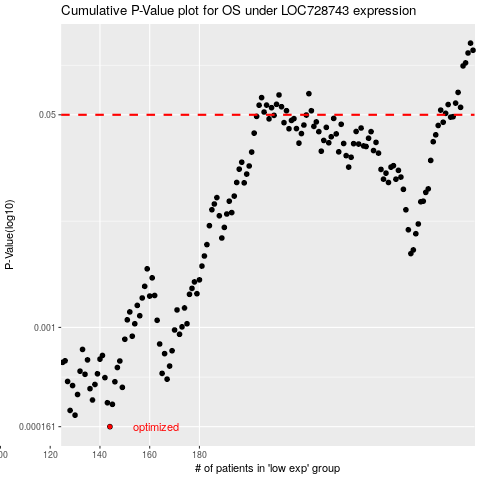 Cumulative P-Value plot for OS under LOC728743 expression
P-Value(log10)
0.05
0.001
0.000161
optimized
00 120 140 160 180
# of patients in 'low exp' group